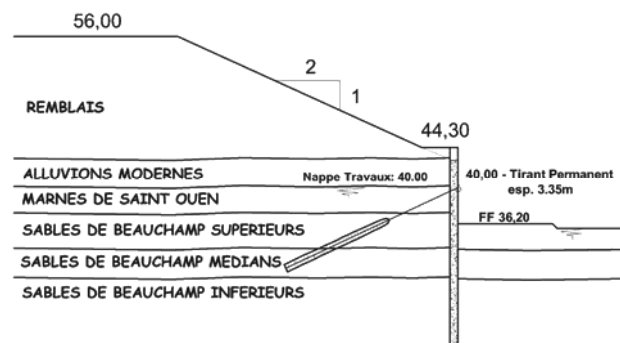 56,00
2
1
REMBLAIS
44,30
ALLUVIONS MODERNES
Nappe Travaux: 40.00
40,00 - Tirant Permanent
esp. 3.35m
MARNES DE SAINT OUEN
FF 36,20
SABLES DE BEAUCHAMP SUPERIEURS
SABLES DE BEAUCHAMP MEDIANS
SABLES DE BEAUCHAMP INFERIEURS